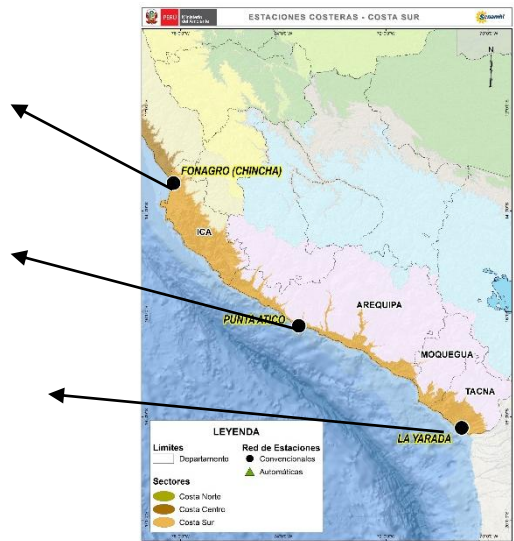 PERÚ Ministerio del Ambiente
ESTACIONES COSTERAS - COSTA SUR
Senamhi
N
FONAGRO (CHINCHA)
ICA
AREQUIPA
PUNTA ATICO
MOQUEGUA
TACNA
LA YARADA
LEYENDA
Limites
Departamento
Red de Estaciones
Convencionales
Automáticas
Sectores
Costa Norte
Costa Centro
Costa Sur